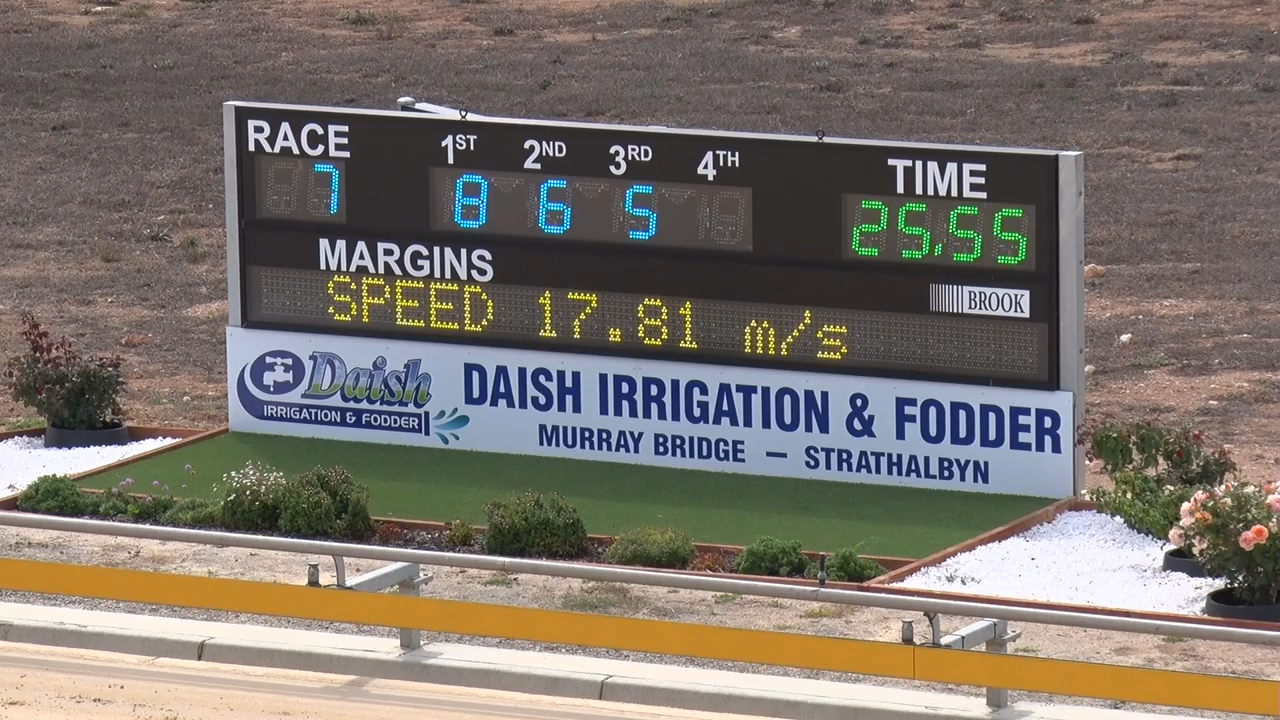 RACE 1ST 2ND 3RD 4TH TIME
7 8 6 5 25.55
MARGINS
BROOK
SPEED 17.81 m/s
Daish
IRRIGATION & FODDER
DAISH IRRIGATION & FODDER
MURRAY BRIDGE – STRATHALBYN